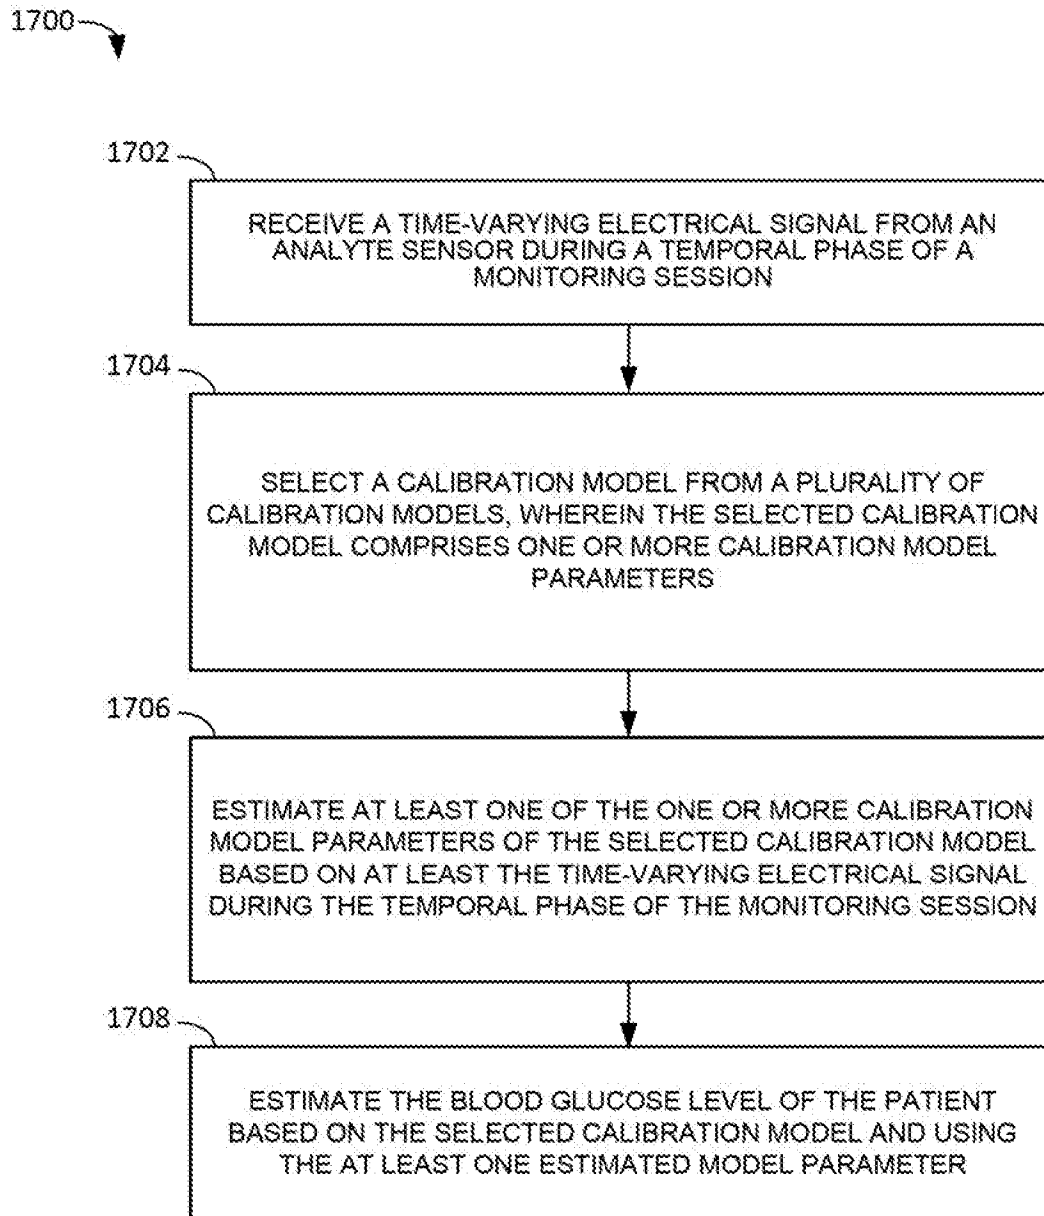 1700
1702
RECEIVE A TIME-VARYING ELECTRICAL SIGNAL FROM AN
ANALYTE SENSOR DURING A TEMPORAL PHASE OF A
MONITORING SESSION
1704
SELECT A CALIBRATION MODEL FROM A PLURALITY OF
CALIBRATION MODELS, WHEREIN THE SELECTED CALIBRATION
MODEL COMPRISES ONE OR MORE CALIBRATION MODEL
PARAMETERS
1706
ESTIMATE AT LEAST ONE OF THE ONE OR MORE CALIBRATION
MODEL PARAMETERS OF THE SELECTED CALIBRATION MODEL
BASED ON AT LEAST THE TIME-VARYING ELECTRICAL SIGNAL
DURING THE TEMPORAL PHASE OF THE MONITORING SESSION
1708
ESTIMATE THE BLOOD GLUCOSE LEVEL OF THE PATIENT
BASED ON THE SELECTED CALIBRATION MODEL AND USING
THE AT LEAST ONE ESTIMATED MODEL PARAMETER